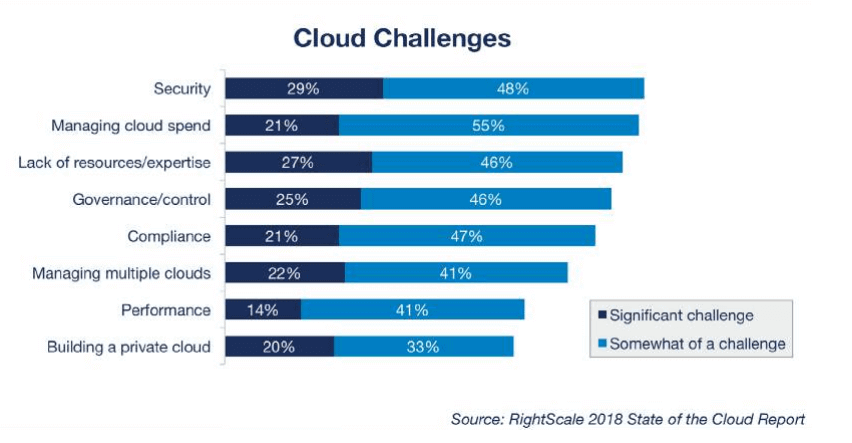 Cloud Challenges
Security 29% 48%
Managing cloud spend 21% 55%
Lack of resources/expertise 27% 46%
Governance/control 25% 46%
Compliance 21% 47%
Managing multiple clouds 22% 41%
Performance 14% 41%
Building a private cloud 20% 33%
Significant challenge
Somewhat of a challenge
Source: RightScale 2018 State of the Cloud Report